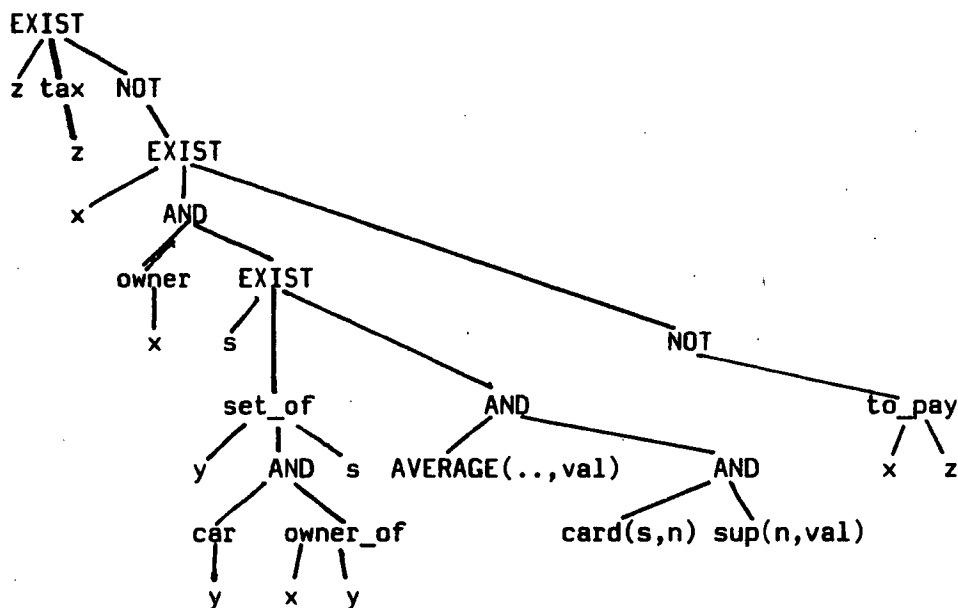 EXIST
z tax NOT
z EXIST
x AND
owner EXIST
x s NOT
set_of AND to_pay
y AND s AVERAGE(..,val) AND x z
car owner_of card(s,n) sup(n,val)
y x y